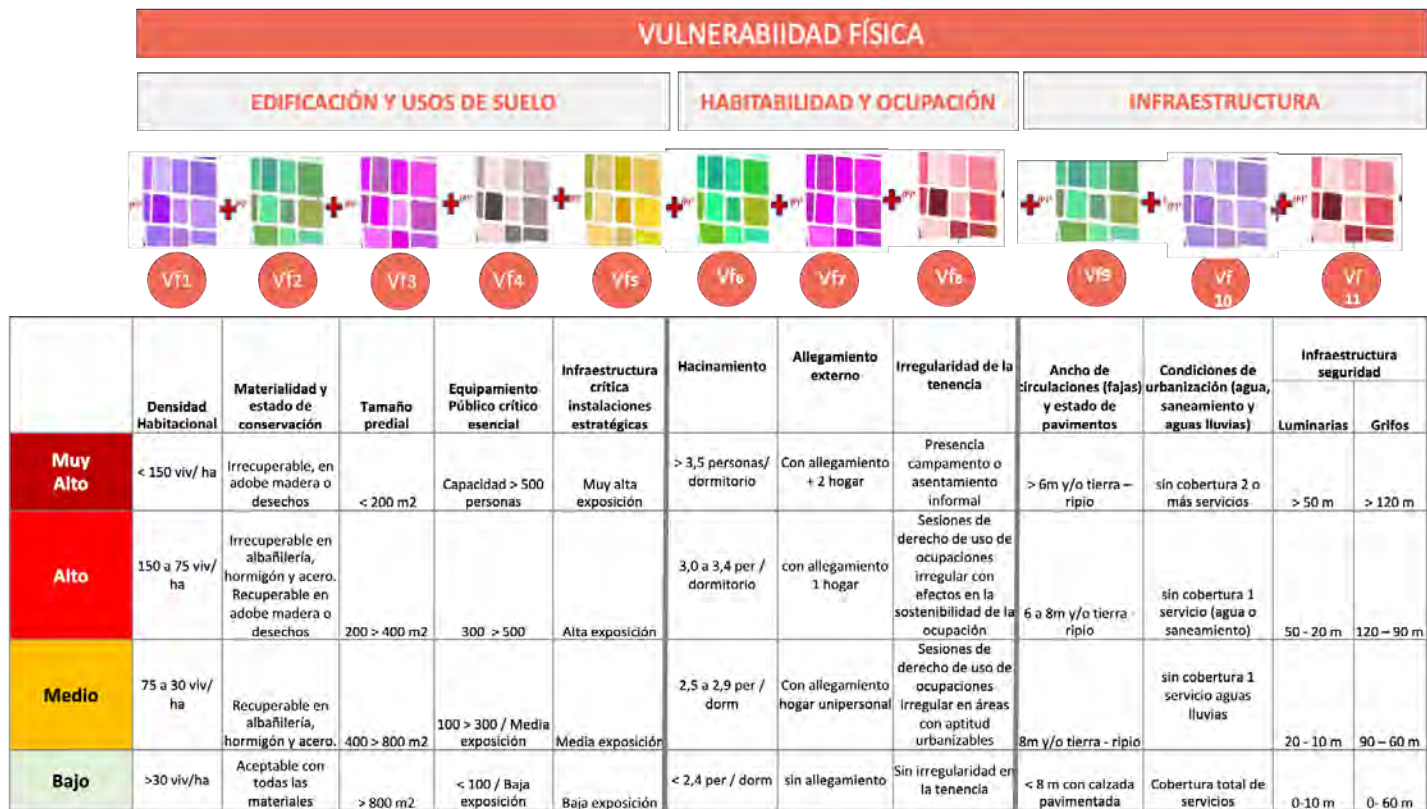 VULNERABIIDAD FÍSICA
EDIFICACIÓN Y USOS DE SUELO
HABITABILIDAD Y OCUPACIÓN
INFRAESTRUCTURA
Vf1
Vf2
Vf3
Vf4
Vf5
Vf6
Vf7
Vf8
Vf9
Vf
10
Vf
11
Densidad
Habitacional
Materialidad y
estado de
conservación
Tamaño
predial
Equipamiento
Público crítico
esencial
Infraestructura
crítica
instalaciones
estratégicas
Hacinamiento
Allegamiento
externo
Irregularidad de la
tenencia
Ancho de
circulaciones (fajas)
y estado de
pavimentos
Condiciones de
urbanización (agua,
saneamiento y
aguas lluvias)
Infraestructura
seguridad
Luminarias
Grifos
Muy
Alto
< 150 viv/ ha
Irrecuperable, en
adobe madera o
desechos
< 200 m2
Capacidad > 500
personas
Muy alta
exposición
> 3,5 personas/
dormitorio
Con allegamiento
+ 2 hogar
Presencia
campamento o
asentamiento
informal
> 6m y/o tierra –
ripio
sin cobertura 2 o
más servicios
> 50 m
> 120 m
Alto
150 a 75 viv/
ha
Irrecuperable en
albañilería,
hormigón y acero.
Recuperable en
adobe madera o
desechos
200 > 400 m2
300 > 500
Alta exposición
3,0 a 3,4 per /
dormitorio
con allegamiento
1 hogar
Sesiones de
derecho de uso de
ocupaciones
irregular con
efectos en la
sostenibilidad de la
ocupación
6 a 8m y/o tierra -
ripio
sin cobertura 1
servicio (agua o
saneamiento)
50 - 20 m
120 – 90 m
Medio
75 a 30 viv/
ha
Recuperable en
albañilería,
hormigón y acero.
400 > 800 m2
100 > 300 / Media
exposición
Media exposición
2,5 a 2,9 per /
dorm
Con allegamiento
hogar unipersonal
Sesiones de
derecho de uso de
ocupaciones
irregular en áreas
con aptitud
urbanizables
8m y/o tierra - ripio
sin cobertura 1
servicio aguas
lluvias
20 - 10 m
90 – 60 m
Bajo
>30 viv/ha
Aceptable con
todas las
materiales
> 800 m2
< 100 / Baja
exposición
Baja exposición
< 2,4 per / dorm
sin allegamiento
Sin irregularidad en
la tenencia
< 8 m con calzada
pavimentada
Cobertura total de
servicios
0-10 m
0- 60 m